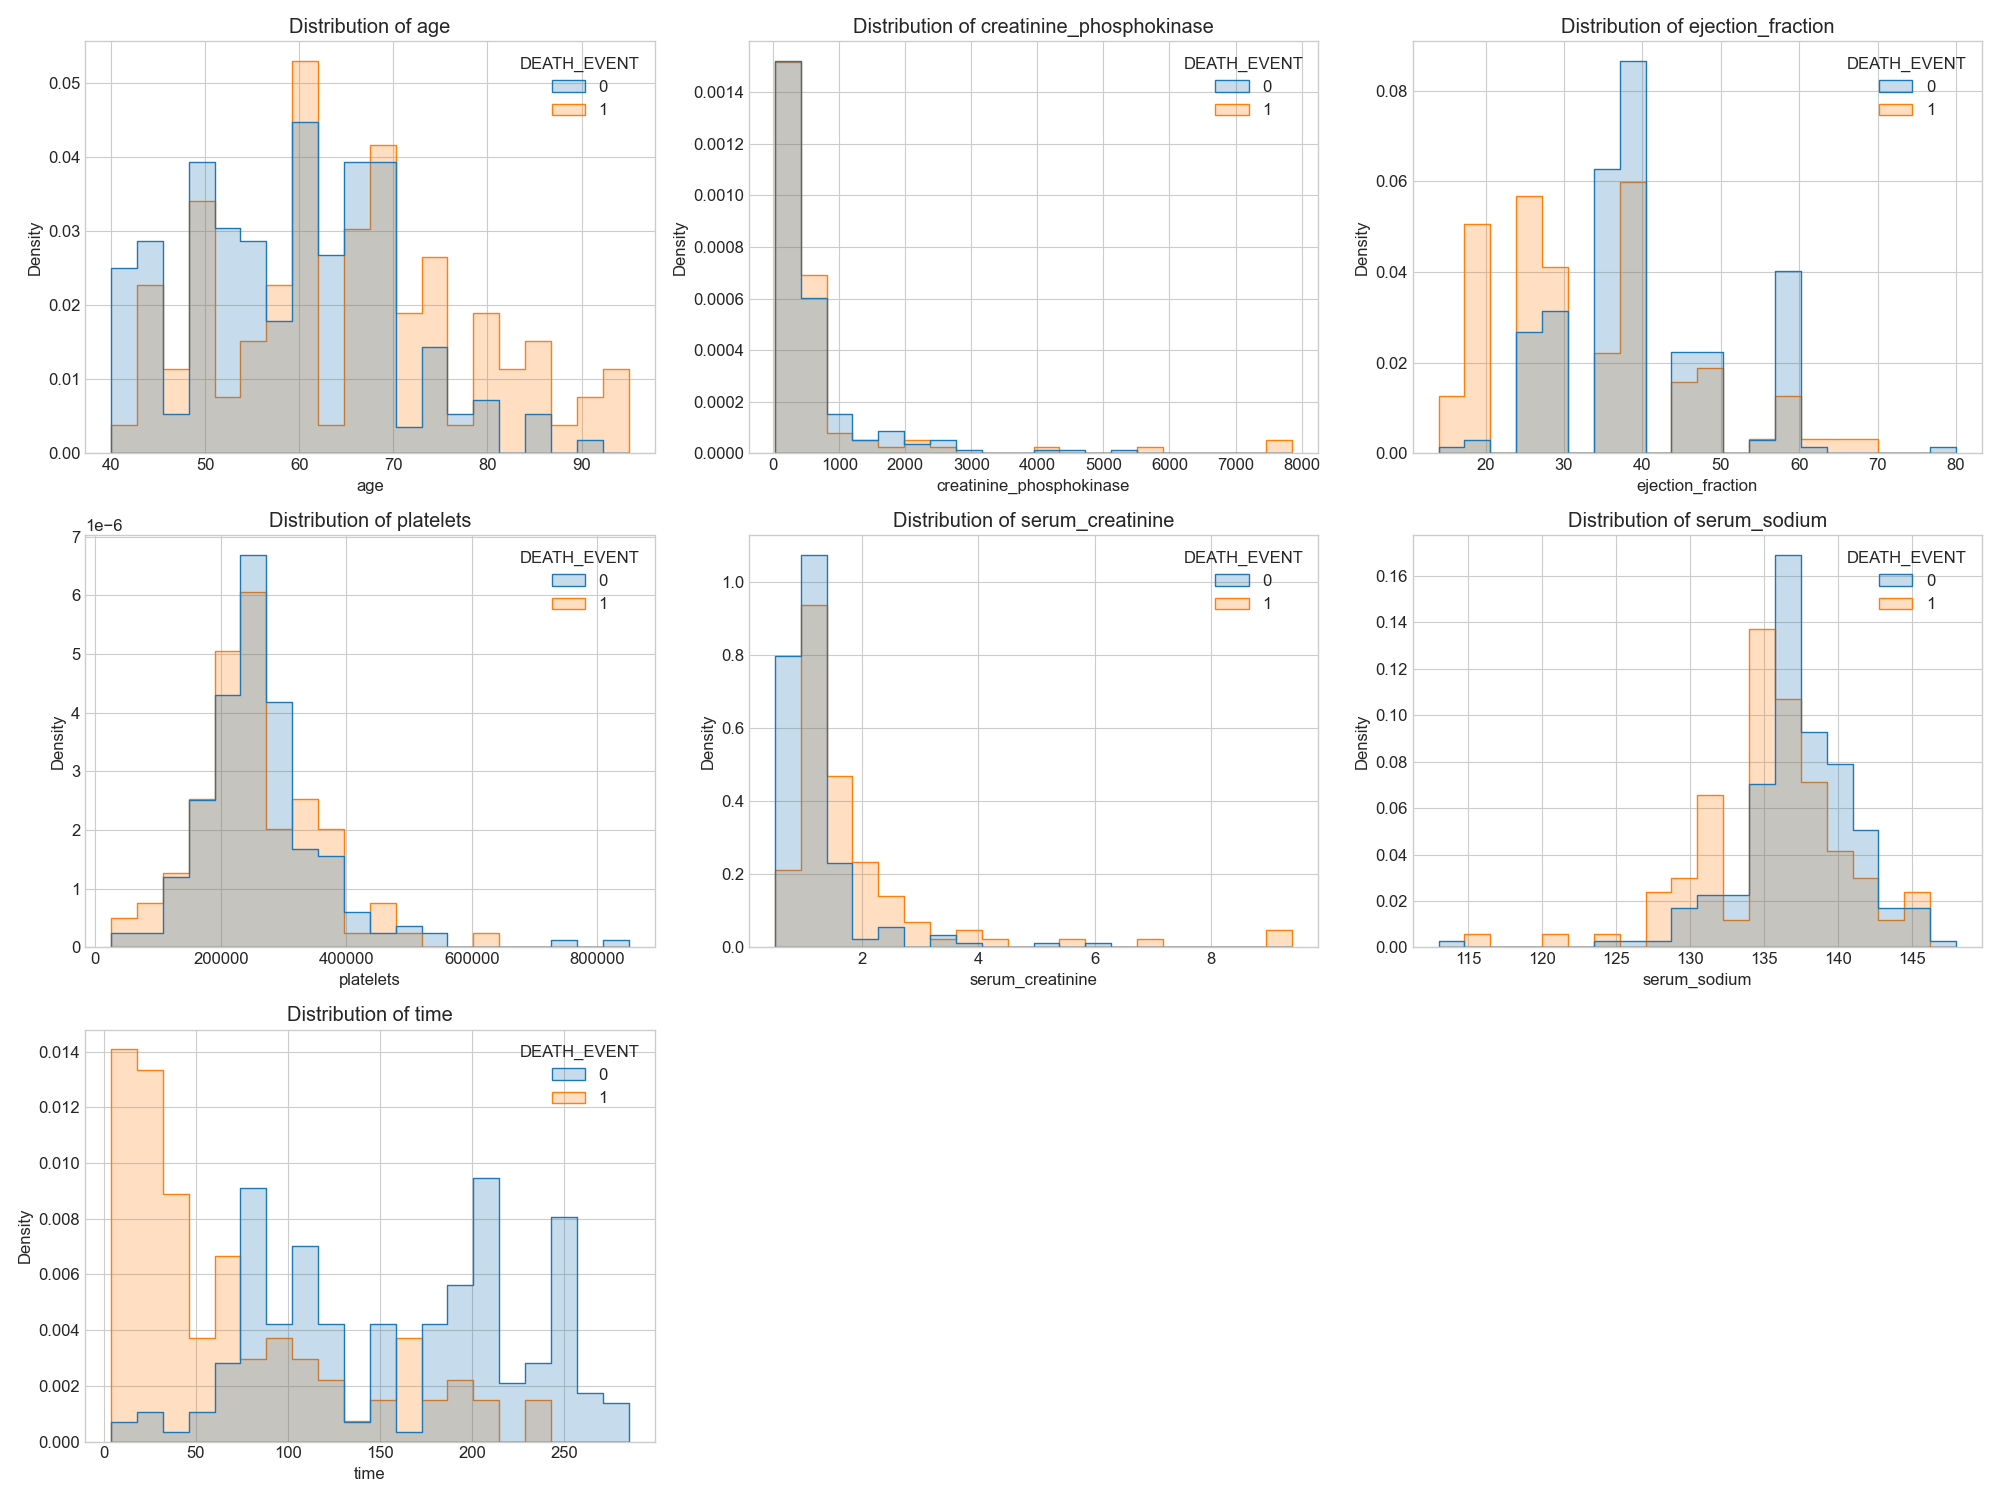 Distribution of age
DEATH_EVENT
0
1
0.05
0.04
0.03
0.02
0.01
0.00
Density
40 50 60 70 80 90
age
Distribution of creatinine_phosphokinase
DEATH_EVENT
0
1
0.0014
0.0012
0.0010
0.0008
0.0006
0.0004
0.0002
0.0000
Density
0 1000 2000 3000 4000 5000 6000 7000 8000
creatinine_phosphokinase
Distribution of ejection_fraction
DEATH_EVENT
0
1
0.08
0.06
0.04
0.02
0.00
Density
20 30 40 50 60 70 80
ejection_fraction
Distribution of platelets
1e−6
DEATH_EVENT
0
1
7
6
5
4
3
2
1
0
Density
0 200000 400000 600000 800000
platelets
Distribution of serum_creatinine
DEATH_EVENT
0
1
1.0
0.8
0.6
0.4
0.2
0.0
Density
2 4 6 8
serum_creatinine
Distribution of serum_sodium
DEATH_EVENT
0
1
0.16
0.14
0.12
0.10
0.08
0.06
0.04
0.02
0.00
Density
115 120 125 130 135 140 145
serum_sodium
Distribution of time
DEATH_EVENT
0
1
0.014
0.012
0.010
0.008
0.006
0.004
0.002
0.000
Density
0 50 100 150 200 250
time